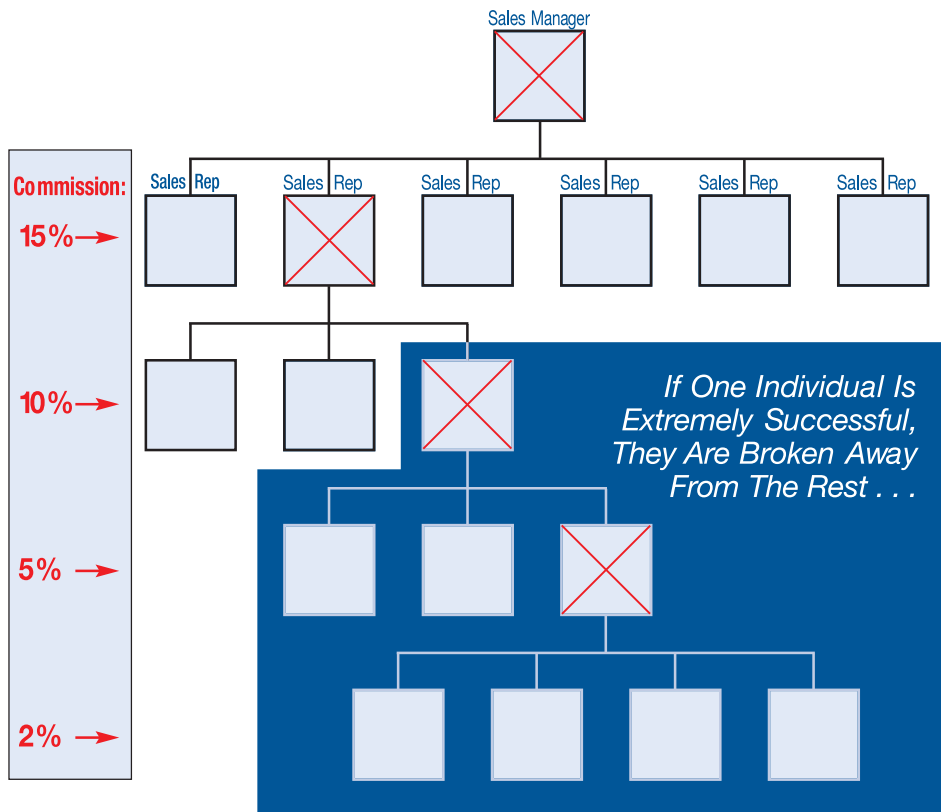 Sales Manager
Commission:
Sales Rep
Sales Rep
Sales Rep
Sales Rep
Sales Rep
Sales Rep
15%
10%
If One Individual Is
Extremely Successful,
They Are Broken Away
From The Rest . . .
5%
2%